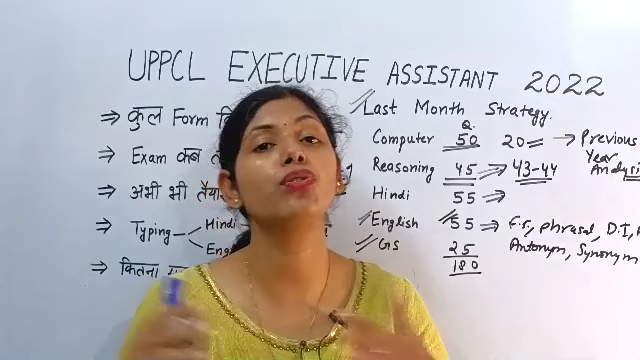 UPPCL EXECUTIVE ASSISTANT 2022
⇒ कुल Form
⇒ Exam कब
⇒ अभी भी
⇒ Typing Hindi
⇒ कितना
Last Month Strategy.
Q.
Computer 50 20 = → Previous
Year
Analysis
Reasoning 45 ⇒ 43-44
Hindi 55 ⇒
English 55 ⇒ phrasal, D.I,
Antonym, Synonym
GS 25
180